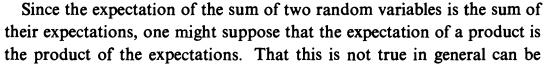 Since the expectation of the sum of two random variables is the sum of
their expectations, one might suppose that the expectation of a product is
the product of the expectations. That this is not true in general can be